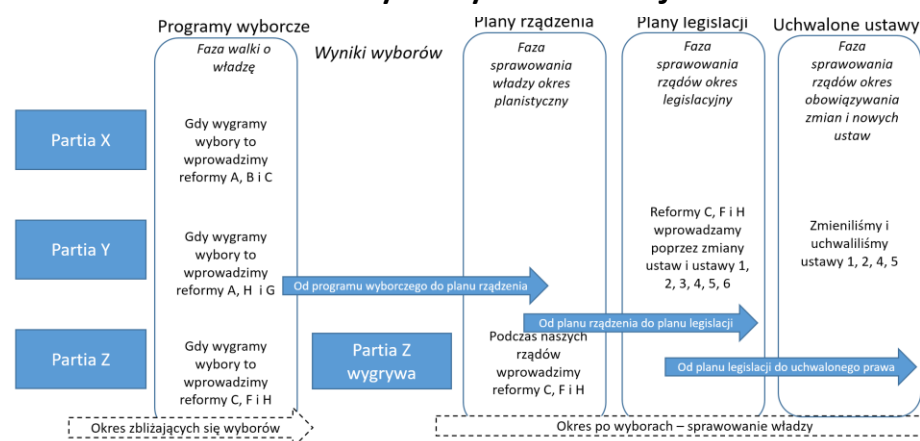 Programy wyborcze
Plany rządzenia
Plany legislacji
Uchwalone ustawy
Faza walki o
władzę
Wyniki wyborów
Faza
sprawowania
władzy okres
planistyczny
Faza
sprawowania
rządów okres
legislacyjny
Faza
sprawowania
rządów okres
obowiązywania
zmian i nowych
ustaw
Partia X
Gdy wygramy
wybory to
wprowadzimy
reformy A, B i C
Partia Y
Gdy wygramy
wybory to
wprowadzimy
reformy A, H i G
Reformy C, F i H
wprowadzamy
poprzez zmiany
ustaw i ustawy 1,
2, 3, 4, 5, 6
Zmieniliśmy i
uchwaliliśmy
ustawy 1, 2, 4, 5
Od programu wyborczego do planu rządzenia
Od planu rządzenia do planu legislacji
Partia Z
Gdy wygramy
wybory to
wprowadzimy
reformy C, F i H
Partia Z
wygrywa
Podczas naszych
rządów
wprowadzimy
reformy C, F i H
Od planu legislacji do uchwalonego prawa
Okres zbliżających się wyborów
Okres po wyborach – sprawowanie władzy